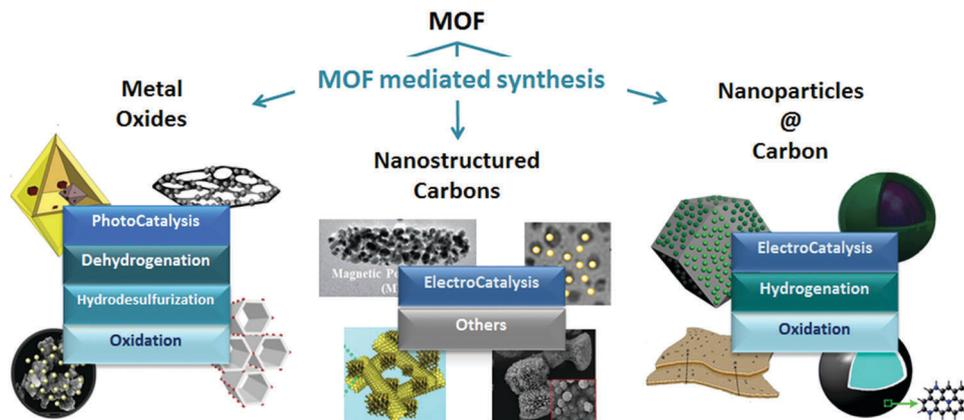 MOF
MOF mediated synthesis
Metal
Oxides
PhotoCatalysis
Dehydrogenation
Hydrodesulfurization
Oxidation
Nanostructured
Carbons
Magnetic
(M
ElectroCatalysis
Others
Nanoparticles
@
Carbon
ElectroCatalysis
Hydrogenation
Oxidation